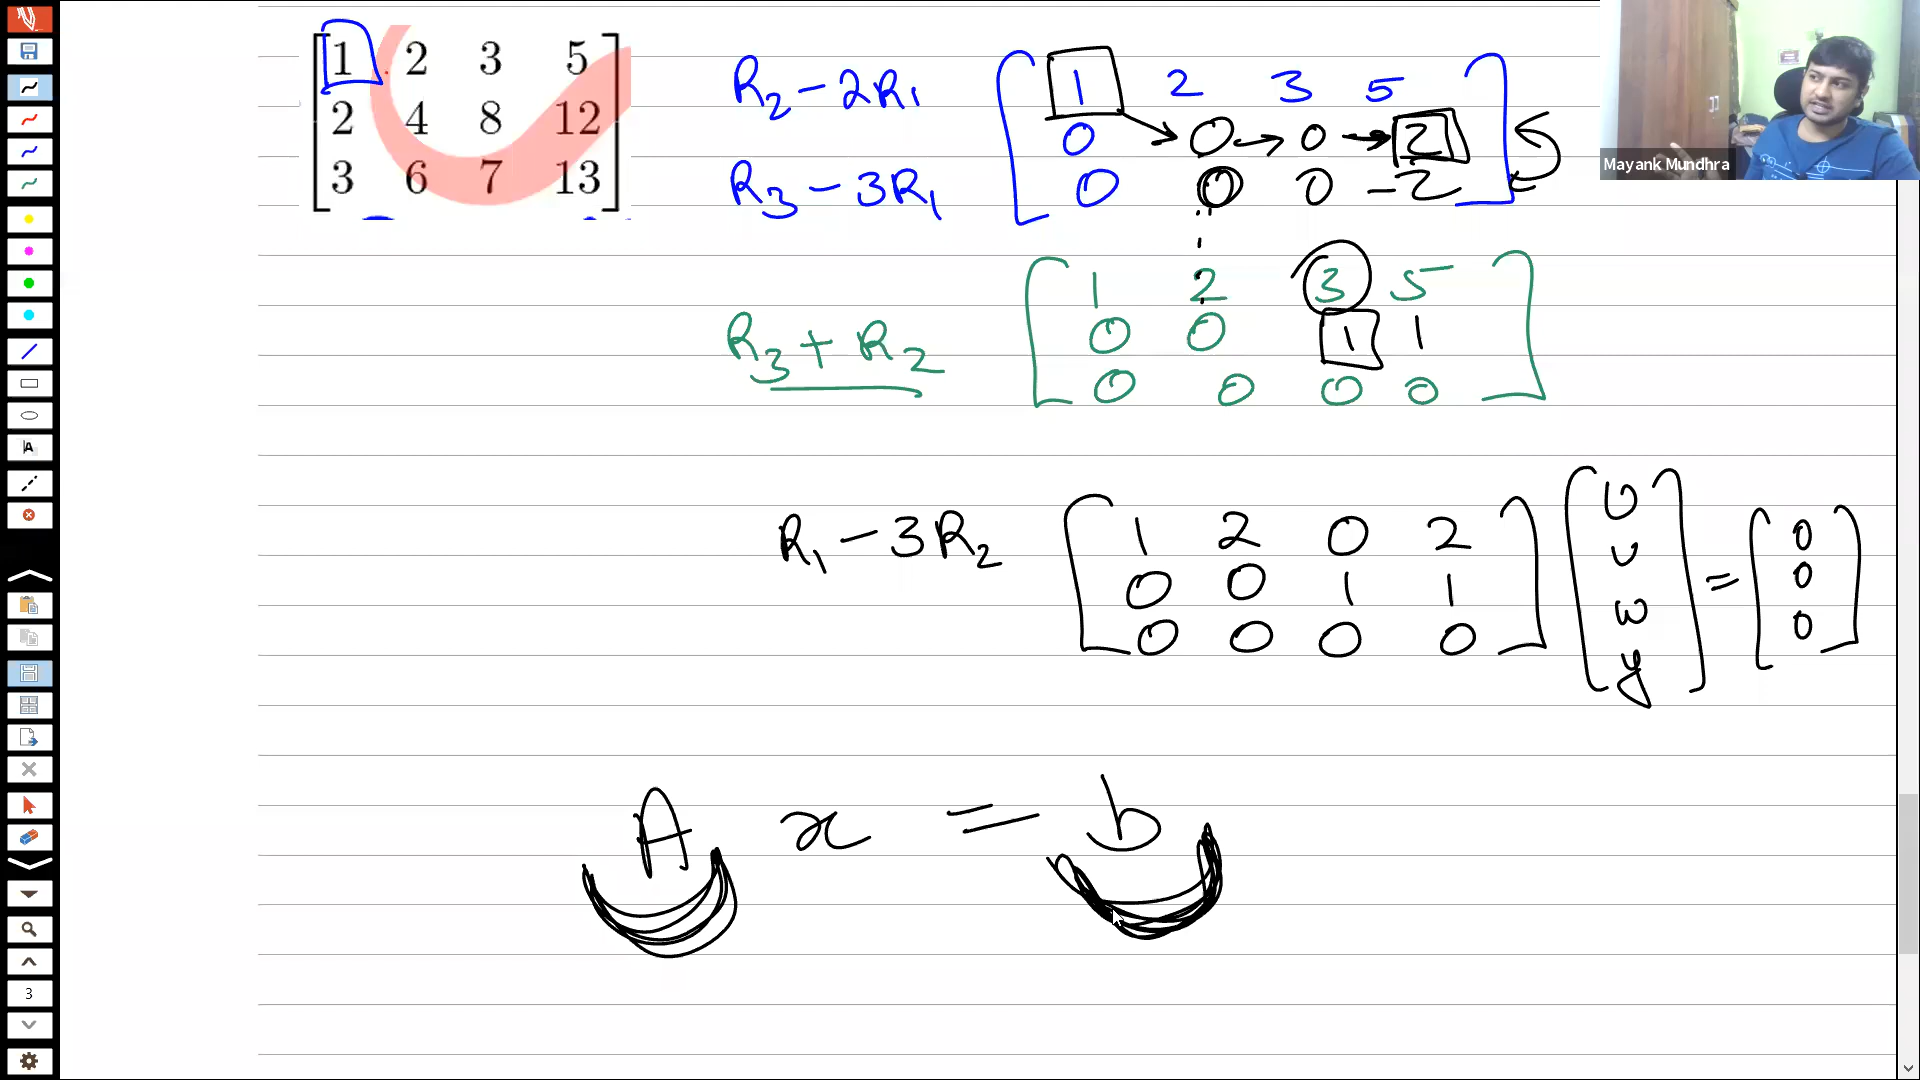 1 2 3 5
2 4 8 12
3 6 7 13
R2 - 2R1
R3 - 3R1
1 2 3 5
0 0 0 2
0 0 0 -2
Mayank Mundhra
R3 + R2
1 2 3 5
0 0 1 1
0 0 0 0
R1 - 3R2
1 2 0 2
0 0 1 1
0 0 0 0
u
v
w
y
=
0
0
0
A x = b
A
3